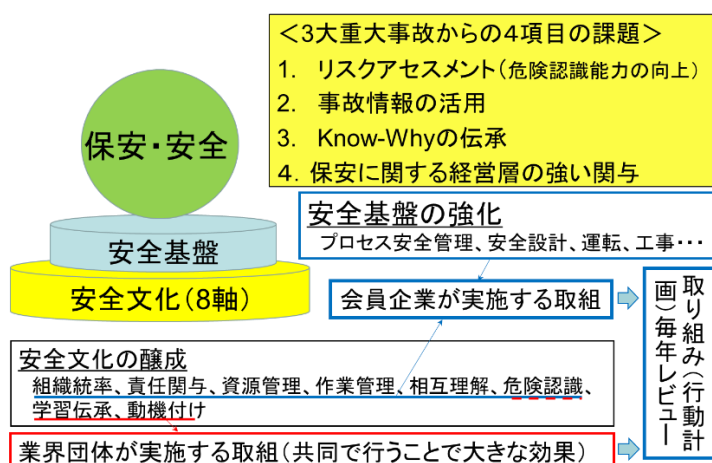 <3大重大事故からの4項目の課題>
1. リスクアセスメント(危険認識能力の向上)
2. 事故情報の活用
3. Know-Whyの伝承
4. 保安に関する経営層の強い関与
保安・安全
安全基盤
安全文化(8軸)
安全基盤の強化
プロセス安全管理、安全設計、運転、工事・・・
会員企業が実施する取組
取り組み(行動計
画)毎年レビュー
安全文化の醸成
組織統率、責任関与、資源管理、作業管理、相互理解、危険認識、
学習伝承、動機付け
業界団体が実施する取組(共同で行うことで大きな効果)